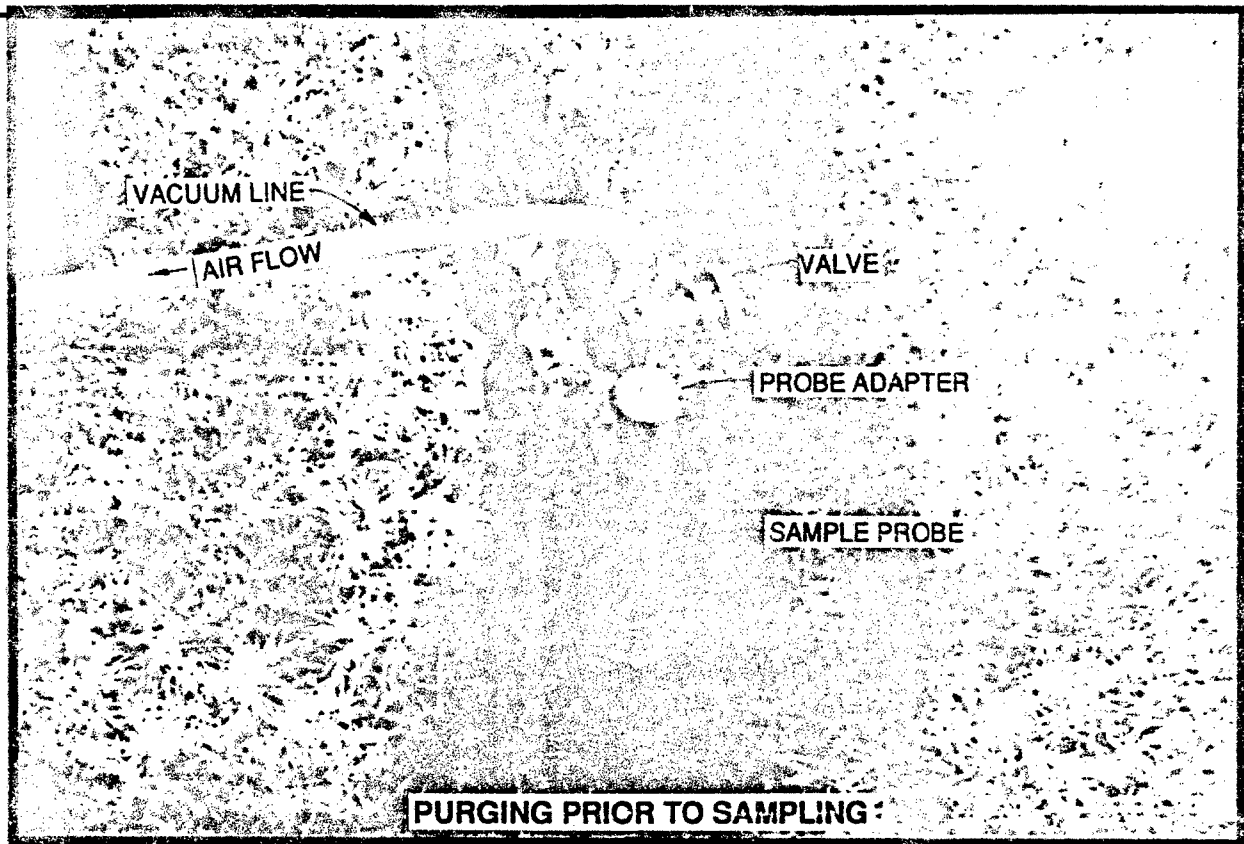 VACUUM LINE
AIR FLOW
VALVE
PROBE ADAPTER
SAMPLE PROBE
PURGING PRIOR TO SAMPLING